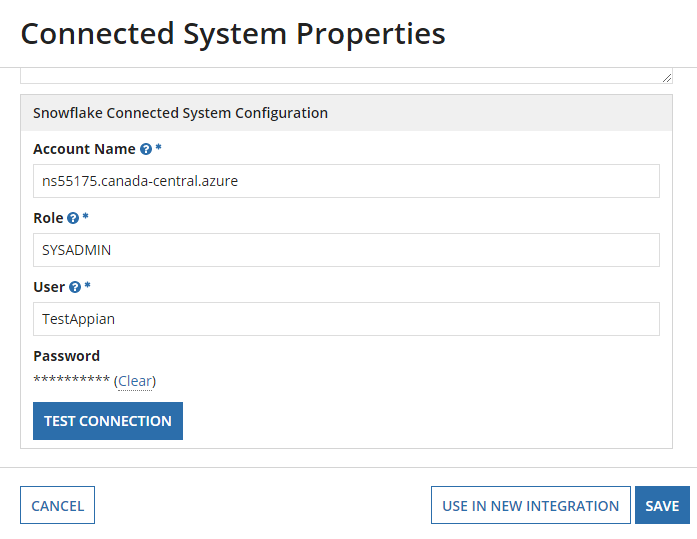 Connected System Properties
Snowflake Connected System Configuration
Account Name ? *
ns55175.canada-central.azure
Role ? *
SYSADMIN
User ? *
TestAppian
Password
********** (Clear)
TEST CONNECTION
CANCEL
USE IN NEW INTEGRATION
SAVE